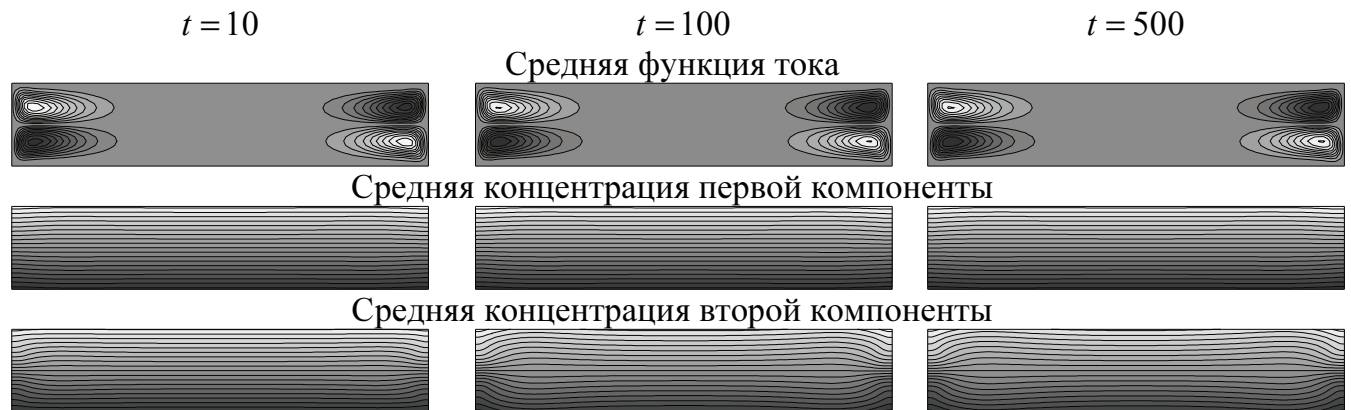 t = 10 t = 100 t = 500
Средняя функция тока
Средняя концентрация первой компоненты
Средняя концентрация второй компоненты